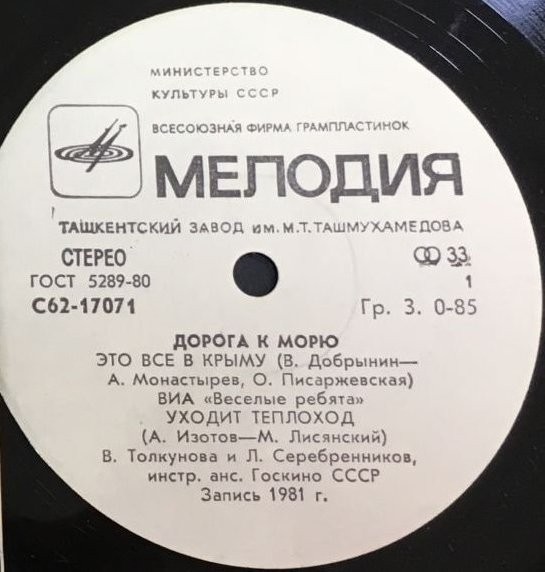 МИНИСТЕРСТВО
КУЛЬТУРЫ СССР
ВСЕСОЮЗНАЯ ФИРМА ГРАМПЛАСТИНОК
МЕЛОДИЯ
ТАШКЕНТСКИЙ ЗАВОД ИМ. М.Т. ТАШМУХАМЕДОВА
СТЕРЕО 33
ГОСТ 5289-80 1
С62-17071 Гр. 3. 0-85
ДОРОГА К МОРЮ
ЭТО ВСЕ В КРЫМУ (В. Добрынин—
А. Монастырев, О. Писаржевская)
ВИА «Веселые ребята»
УХОДИТ ТЕПЛОХОД
(А. Изотов—М. Лисянский)
В. Толкунова и Л. Серебренников,
инстр. анс. Госкино СССР
Запись 1981 г.